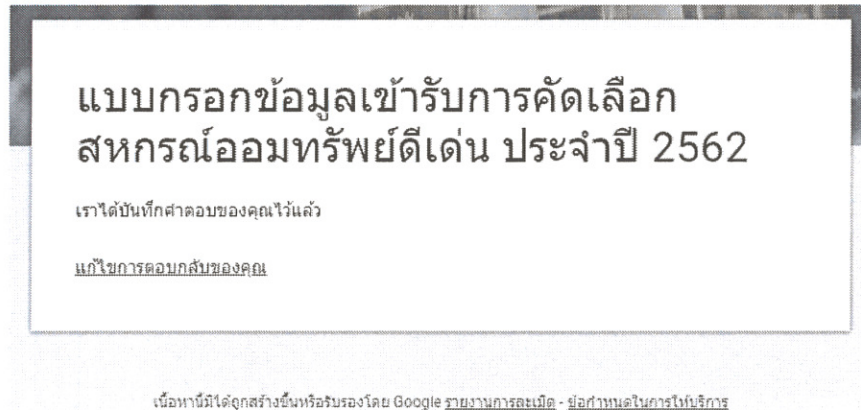 แบบกรอกข้อมูลเข้ารับการคัดเลือก
สหกรณ์ออมทรัพย์ดีเด่น ประจำปี 2562
เราได้บันทึกคำตอบของคุณไว้แล้ว
แก้ไขการตอบกลับของคุณ
เนื้อหานี้มิได้ถูกสร้างขึ้นหรือรับรองโดย Google รายงานการละเมิด - ข้อกำหนดในการให้บริการ